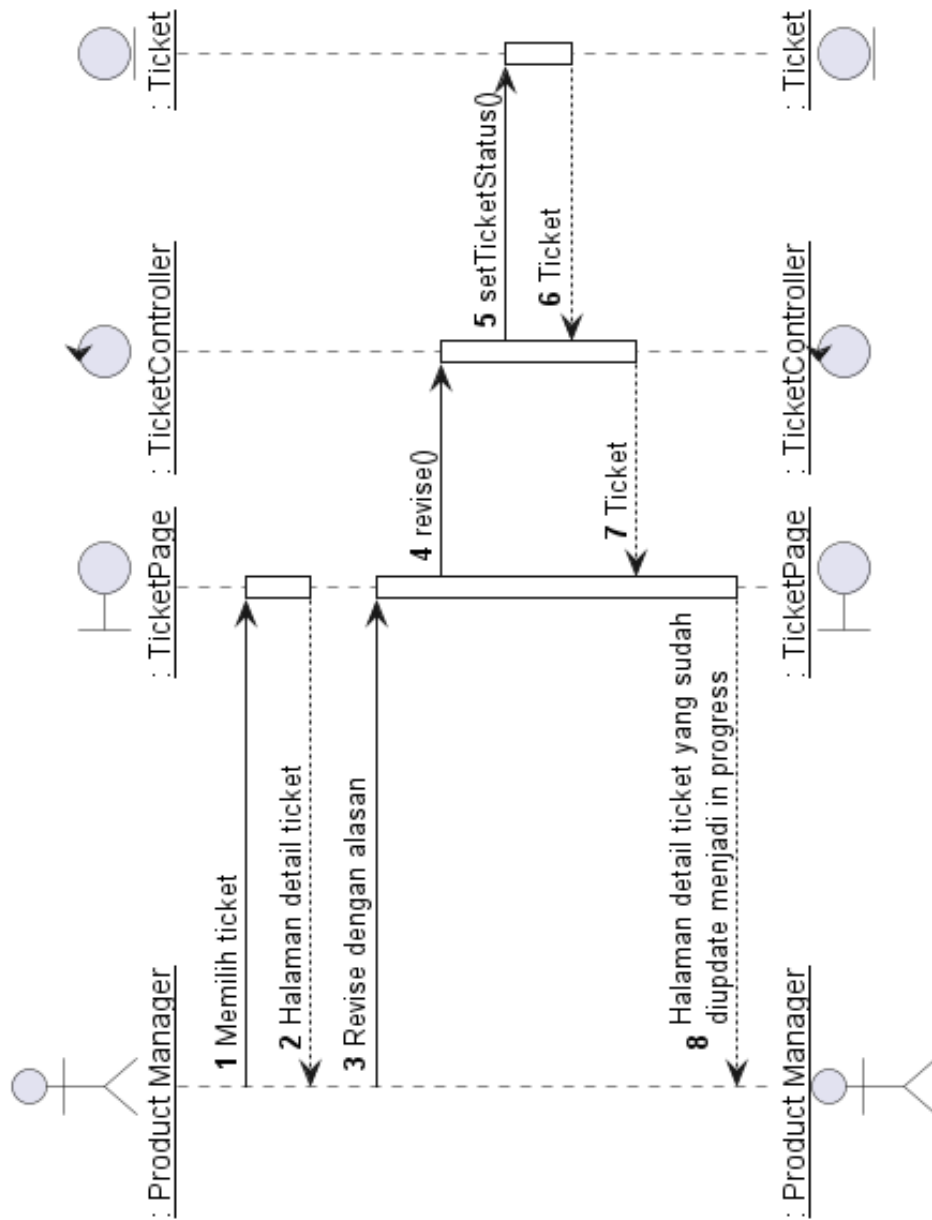 : Product Manager
: TicketPage
: TicketController
: Ticket
1 Memilih ticket
2 Halaman detail ticket
3 Revise dengan alasan
4 revise()
5 setTicketStatus()
6 Ticket
7 Ticket
8 Halaman detail ticket yang sudah
diupdate menjadi in progress
: Product Manager
: TicketPage
: TicketController
: Ticket